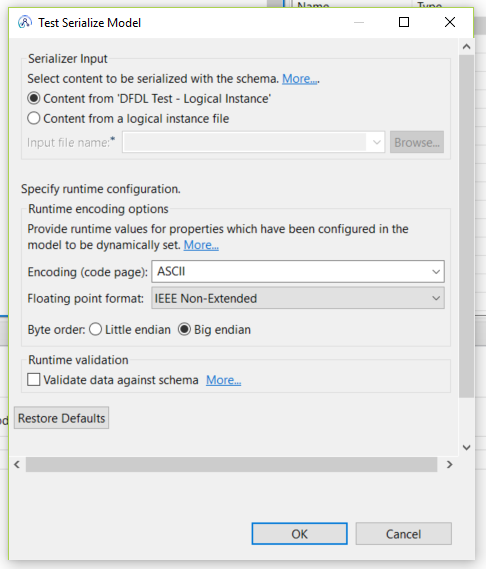 Name Type
Test Serialize Model
Serializer Input
Select content to be serialized with the schema. More....
Content from 'DFDL Test - Logical Instance'
Content from a logical instance file
Input file name:* Browse...
Specify runtime configuration.
Runtime encoding options
Provide runtime values for properties which have been configured in the
model to be dynamically set. More...
Encoding (code page): ASCII
Floating point format: IEEE Non-Extended
Byte order: Little endian Big endian
Runtime validation
Validate data against schema More...
Restore Defaults
OK Cancel